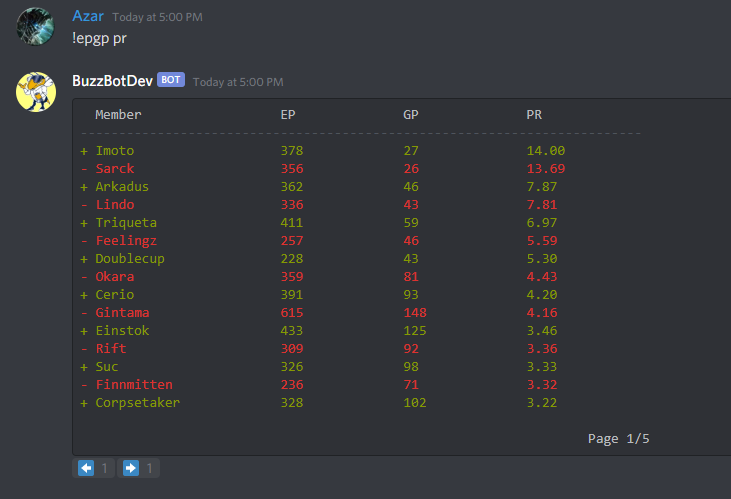 Azar Today at 5:00 PM
!epgp pr
BuzzBotDev BOT Today at 5:00 PM
Member EP GP PR
------------------------------------------------------------------------
+ Imoto 378 27 14.00
- Sarck 356 26 13.69
+ Arkadus 362 46 7.87
- Lindo 336 43 7.81
+ Triqueta 411 59 6.97
- Feelingz 257 46 5.59
+ Doublecup 228 43 5.30
- Okara 359 81 4.43
+ Cerio 391 93 4.20
- Gintama 615 148 4.16
+ Einstok 433 125 3.46
- Rift 309 92 3.36
+ Suc 326 98 3.33
- Finnmitten 236 71 3.32
+ Corpsetaker 328 102 3.22
Page 1/5
⬅ 1 ➡ 1